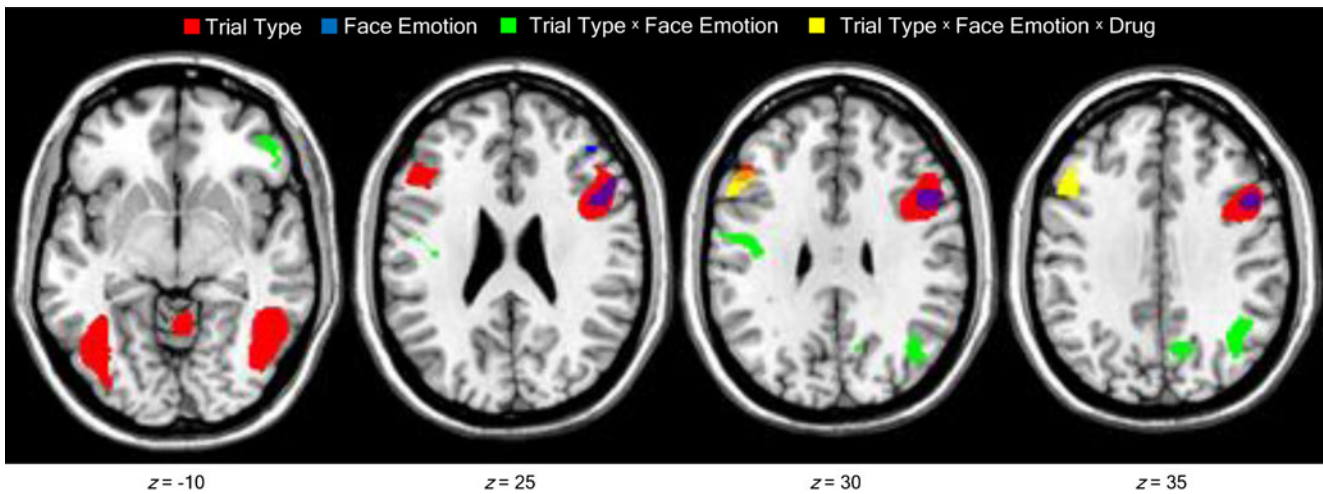 Trial Type Face Emotion Trial Type x Face Emotion Trial Type x Face Emotion x Drug
z = -10 z = 25 z = 30 z = 35